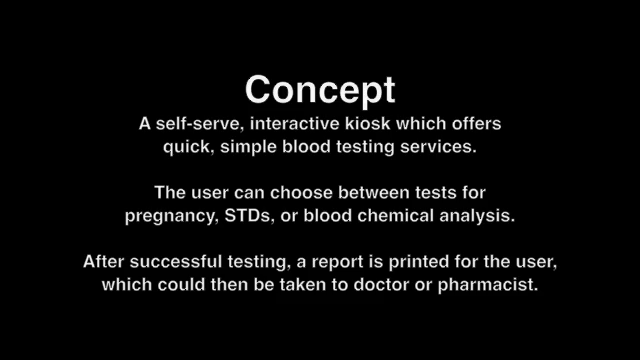 Concept
A self-serve, interactive kiosk which offers
quick, simple blood testing services.
The user can choose between tests for
pregnancy, STDs, or blood chemical analysis.
After successful testing, a report is printed for the user,
which could then be taken to doctor or pharmacist.